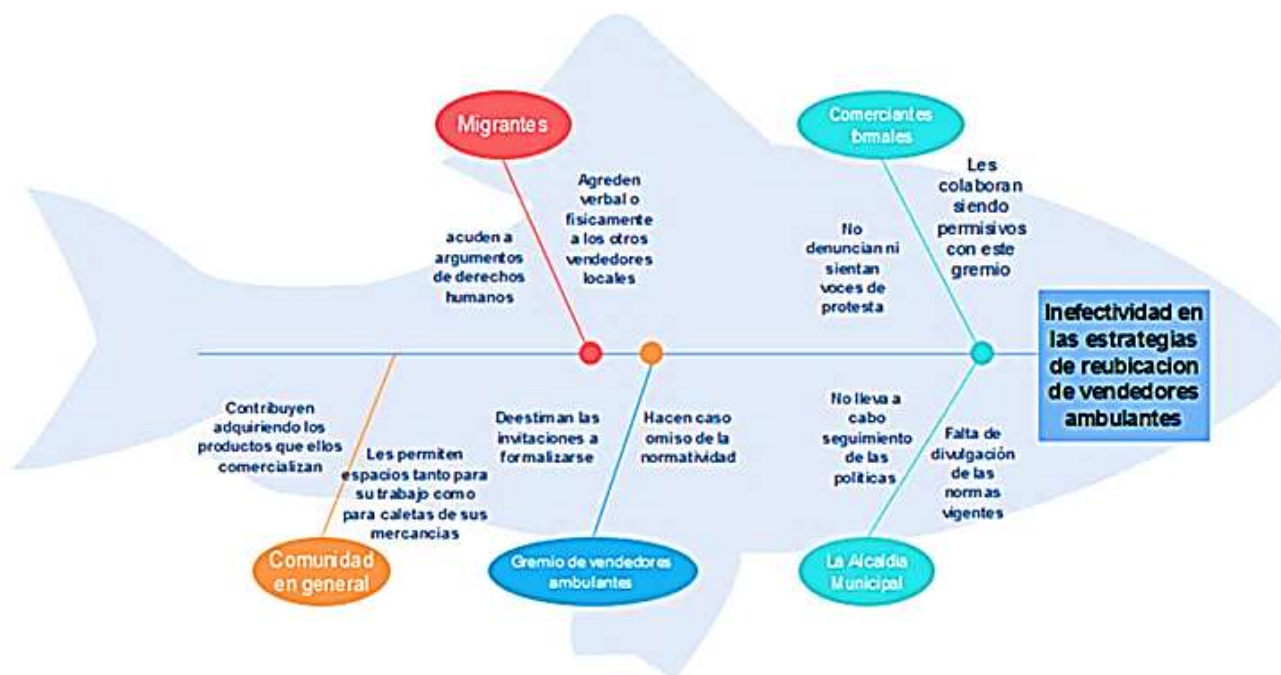 Migrantes
acuden a
argumentos
de derechos
humanos
Agreden
verbal o
fisicamente
a los otros
vendedores
locales
Comerciantes
formales
No
denuncian ni
sientan
voces de
protesta
Les
colaboran
siendo
permisivos
con este
gremio
Inefectividad en
las estrategias
de reubicacion
de vendedores
ambulantes
Contribuyen
adquiriendo los
productos que ellos
comercializan
Les permiten
espacios tanto para
su trabajo como
para caletas de sus
mercancias
Comunidad
en general
Deestiman las
invitaciones a
formalizarse
Hacen caso
omiso de la
normatividad
Gremio de vendedores
ambulantes
No lleva a
cabo
seguimiento
de las
politicas
Falta de
divulgación
de las
normas
vigentes
La Alcaldia
Municipal